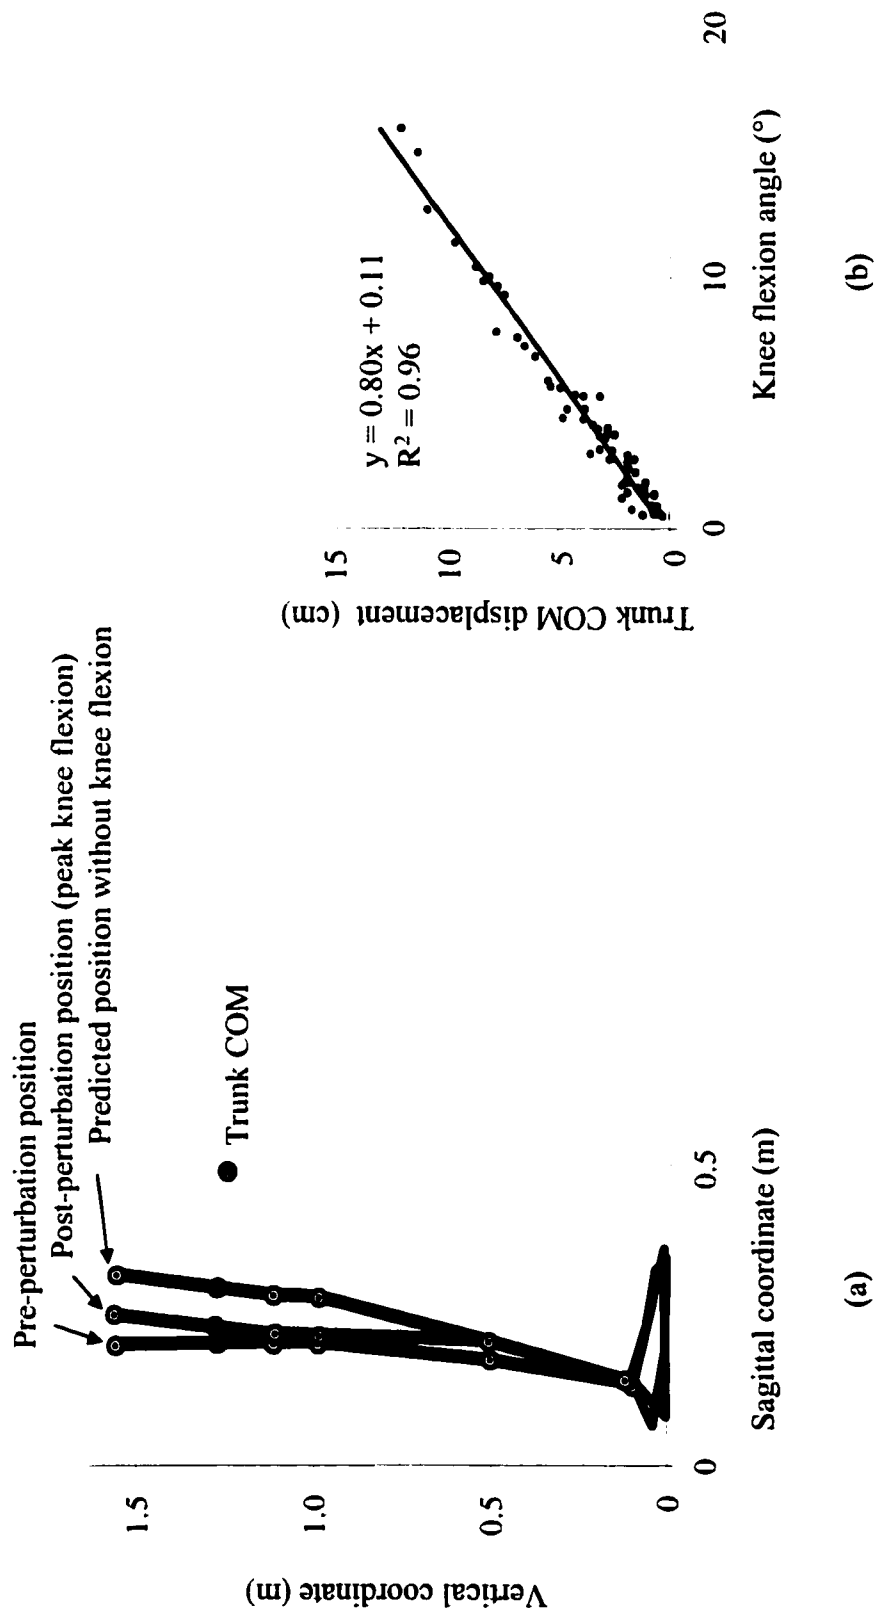 Pre-perturbation position
Post-perturbation position (peak knee flexion)
Predicted position without knee flexion
Trunk COM
Vertical coordinate (m)
1.5
1.0
0.5
0
0
0.5
Sagittal coordinate (m)
(a)
y = 0.80x + 0.11
R² = 0.96
Trunk COM displacement (cm)
15
10
5
0
0
10
20
Knee flexion angle (°)
(b)